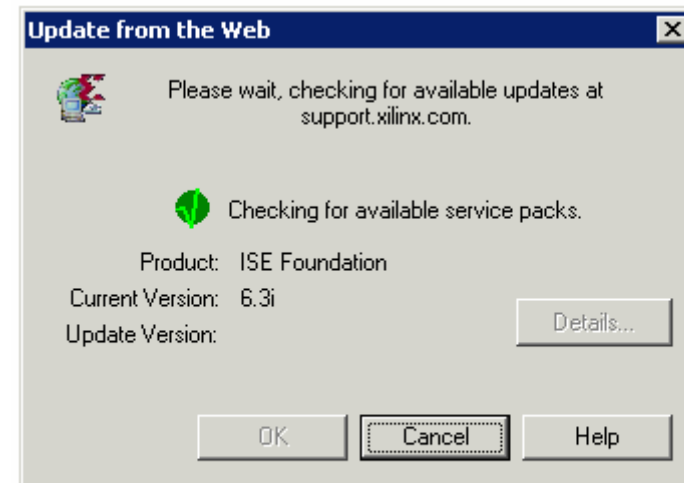 Update from the Web
Please wait, checking for available updates at
support.xilinx.com.
Checking for available service packs.
Product: ISE Foundation
Current Version: 6.3i
Update Version:
Details...
OK Cancel Help